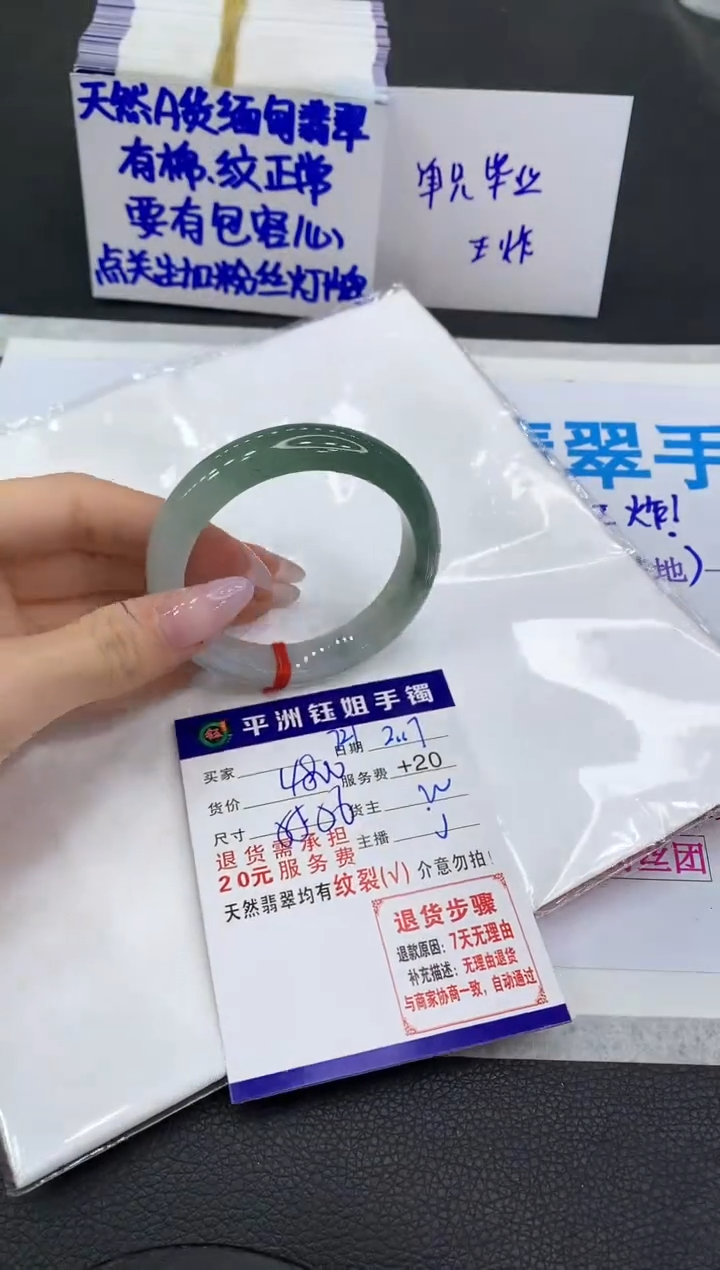 天然A货缅甸翡翠
有棉、纹正常
要有包容心
点关注加粉丝灯牌
毕业
王炸
翡翠手
炸!
地)
平洲钰姐手镯
买家
日期 2.17
服务费 +20
货价
货主
尺寸
主播
退货需承担
20元服务费
天然翡翠均有纹裂(√) 介意勿拍!
退货步骤
退款原因: 7天无理由
补充描述: 无理由退货
与商家协商一致, 自动通过
丝团